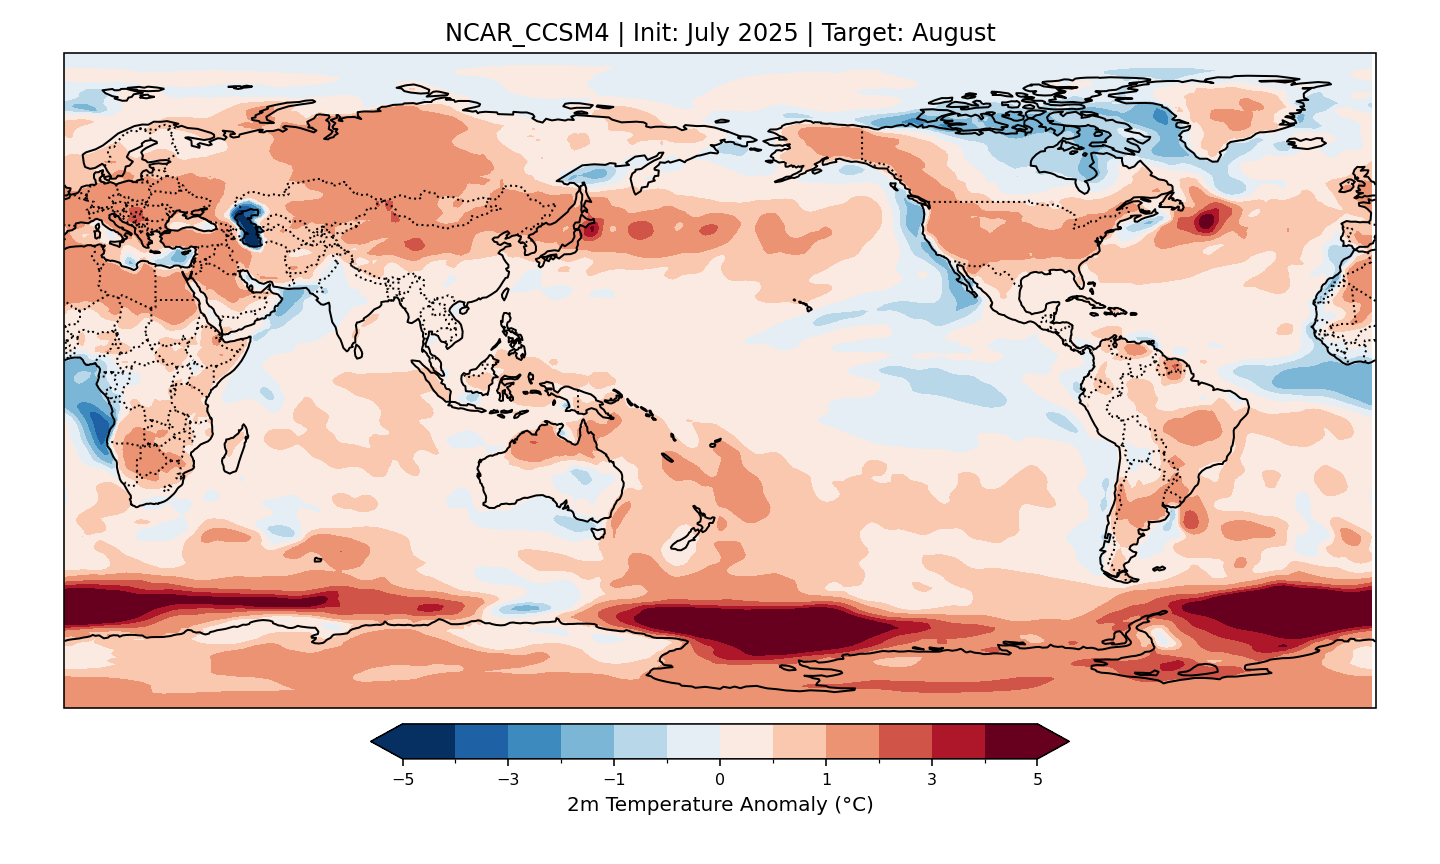 NCAR_CCSM4 | Init: July 2025 | Target: August
−5 −3 −1 0 1 3 5
2m Temperature Anomaly (°C)